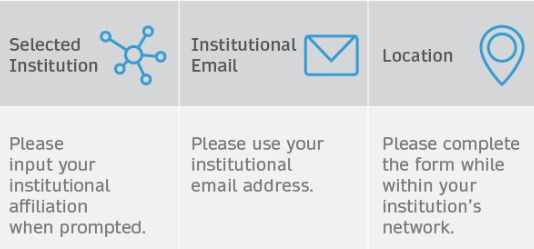 Selected
Institution
Institutional
Email
Location
Please
input your
institutional
affiliation
when prompted.
Please use your
institutional
email address.
Please complete
the form while
within your
institution's
network.